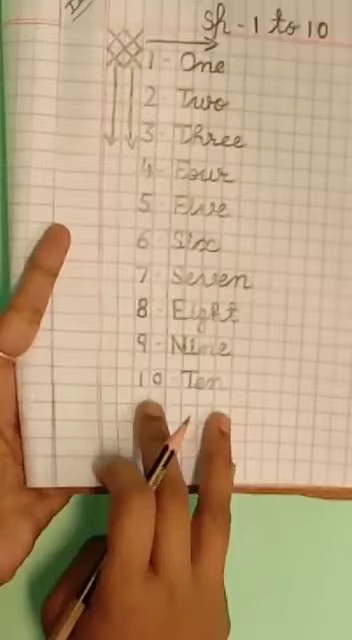 sh - 1 to 10
1 - One
2 Two
3 - Three
4 - Four
5 Five
6 - Six
7 - Seven
8 - Eight
9 - Nine
10 - Ten